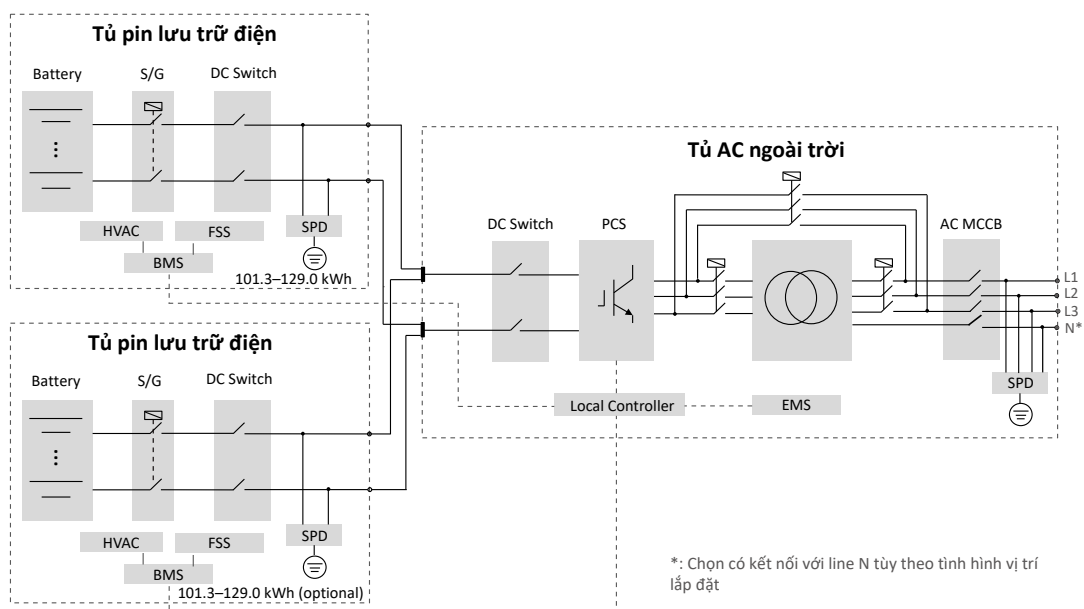 Tủ pin lưu trữ điện
Battery
S/G
DC Switch
HVAC
FSS
SPD
BMS
101.3–129.0 kWh
Tủ AC ngoài trời
DC Switch
PCS
AC MCCB
L1
L2
L3
N*
SPD
Local Controller
EMS
Tủ pin lưu trữ điện
Battery
S/G
DC Switch
HVAC
FSS
SPD
BMS
101.3–129.0 kWh (optional)
*: Chọn có kết nối với line N tùy theo tình hình vị trí
lắp đặt